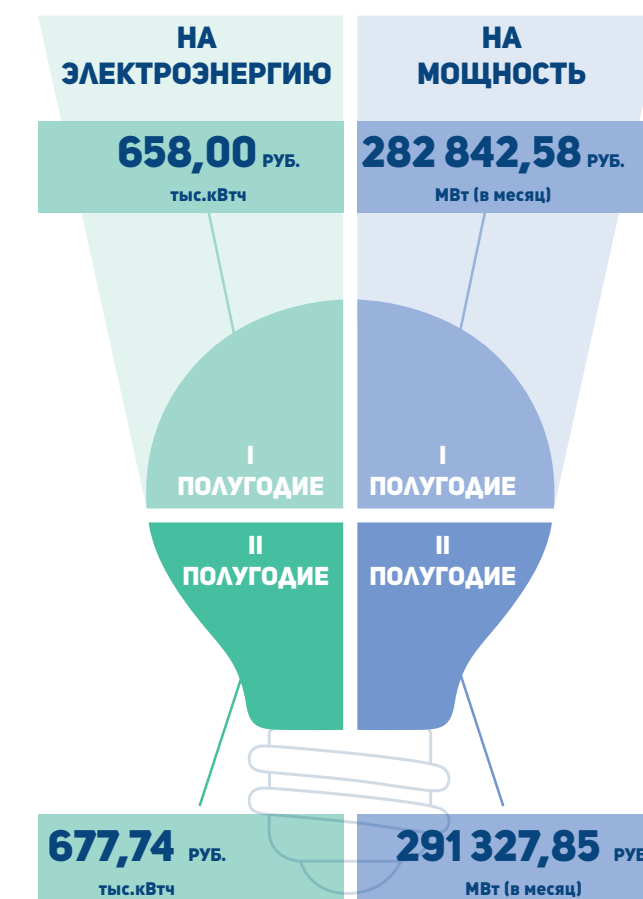 НА
ЭЛЕКТРОЭНЕРГИЮ
658,00 РУБ.
тыс.кВтч
I
ПОЛУГОДИЕ
II
ПОЛУГОДИЕ
677,74 РУБ.
тыс.кВтч
НА
МОЩНОСТЬ
282 842,58 РУБ.
МВт (в месяц)
I
ПОЛУГОДИЕ
II
ПОЛУГОДИЕ
291 327,85 РУБ
МВт (в месяц)